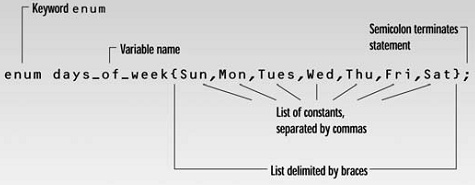 Keyword enum
Semicolon terminates
statement
Variable name
enum days_of_week{Sun,Mon,Tues,Wed,Thu,Fri,Sat};
List of constants,
separated by commas
List delimited by braces